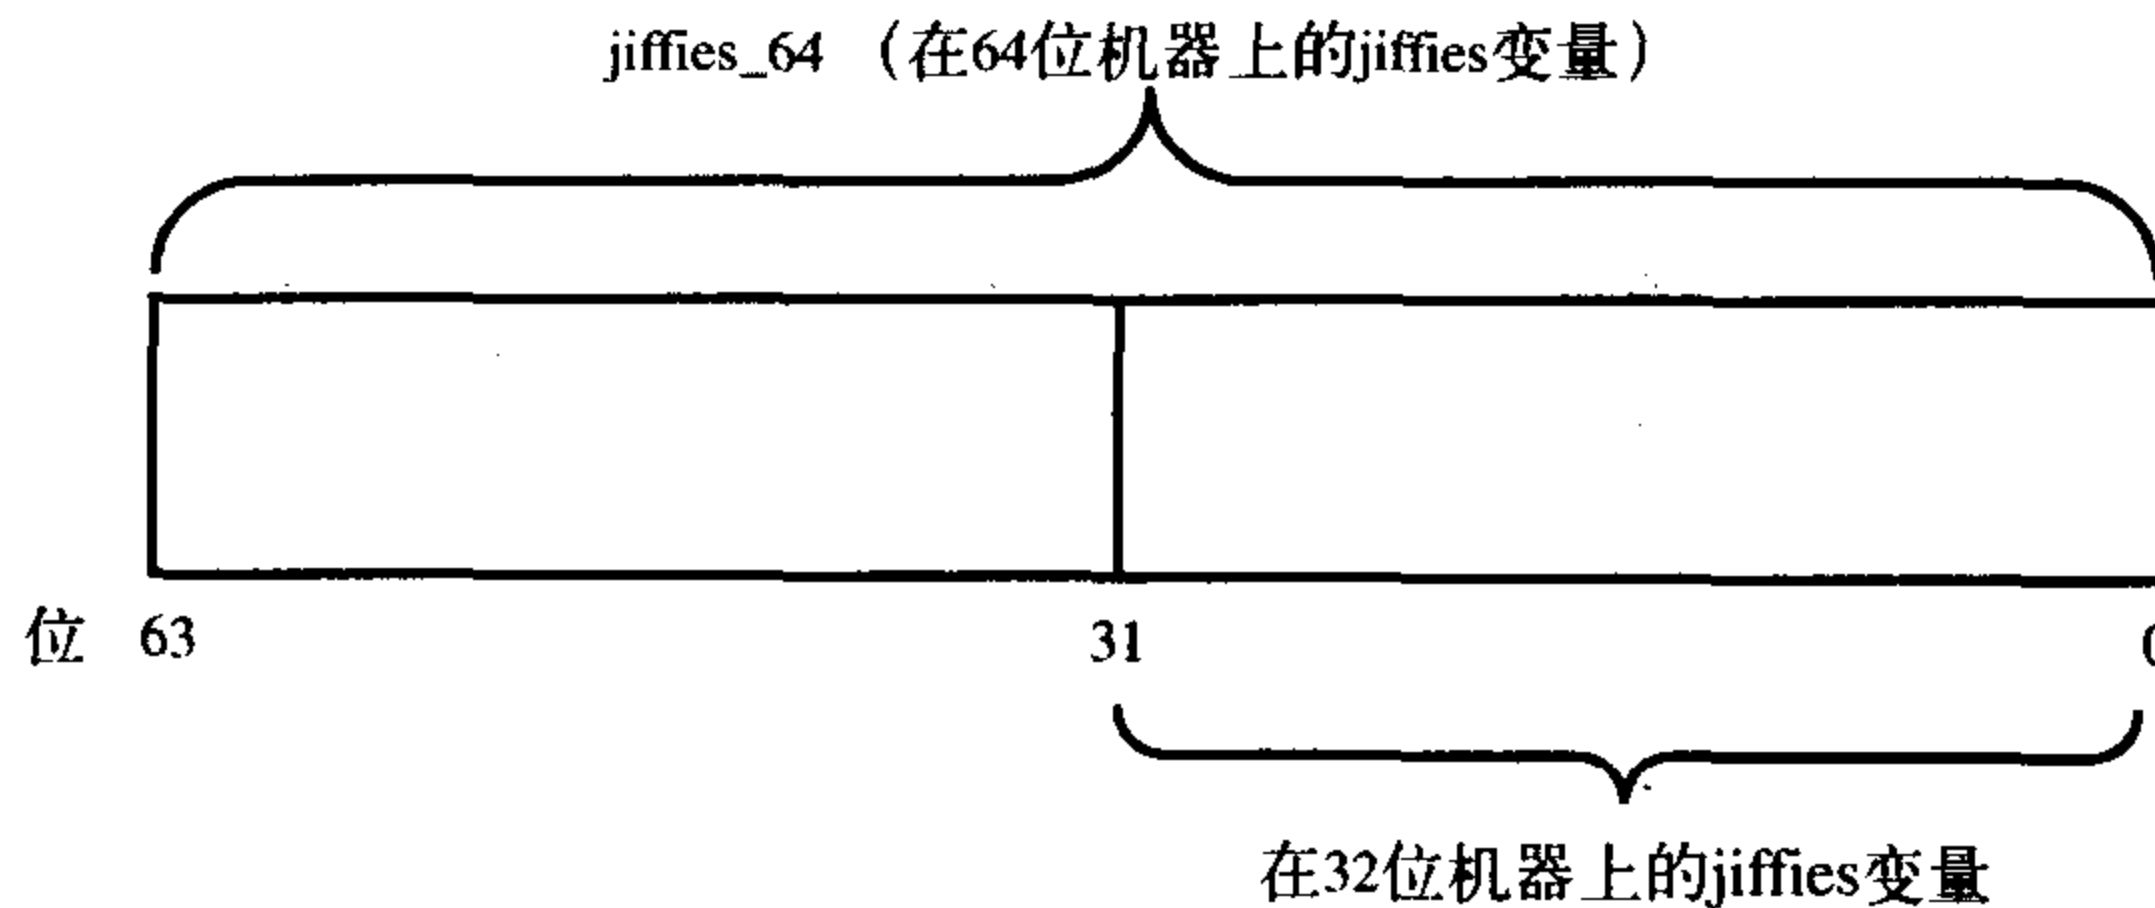 jiffies_64 （在64位机器上的jiffies变量）
位 63 31 0
在32位机器上的jiffies变量